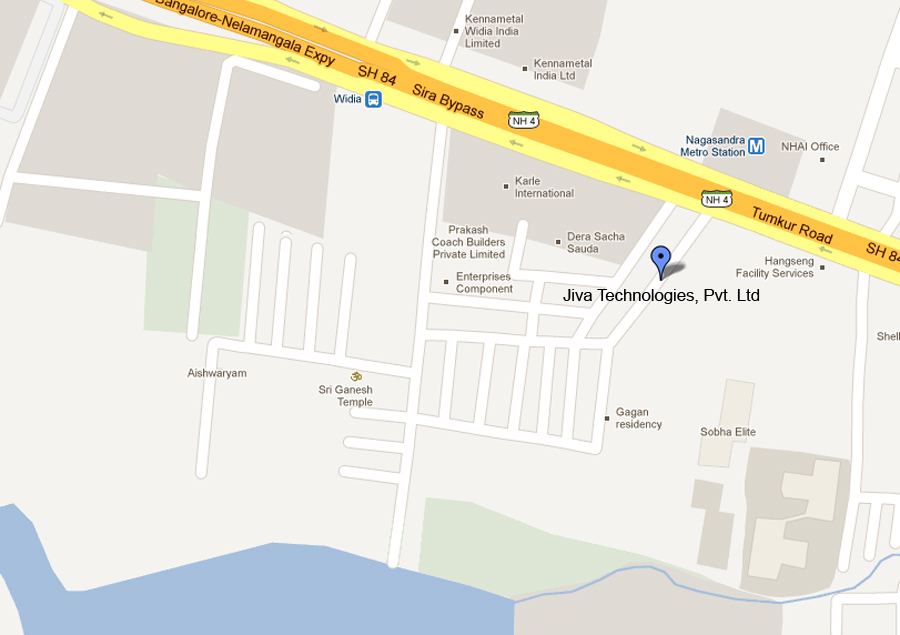 Bangalore-Nelamangala Expy
Kennametal
Widia India
Limited
Kennametal
India Ltd
SH 84
Sira Bypass
Widia
NH 4
Nagasandra
Metro Station
M
NHAI Office
Karle
International
NH 4
Tumkur Road
SH 84
Prakash
Coach Builders
Private Limited
Dera Sacha
Sauda
Hangseng
Facility Services
Enterprises
Component
Jiva Technologies, Pvt. Ltd
Shell
Aishwaryam
Sri Ganesh
Temple
Gagan
residency
Sobha Elite